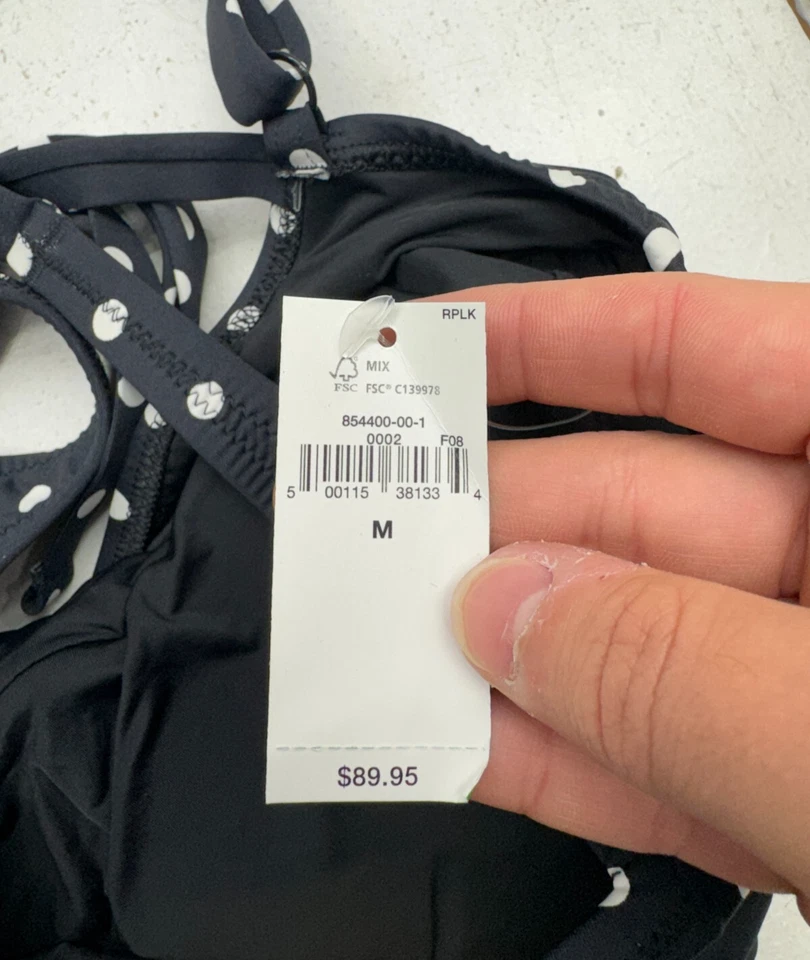 RPLK
MIX
FSC FSC® C139978
854400-00-1
0002 F08
5 00115 38133 4
M
$89.95